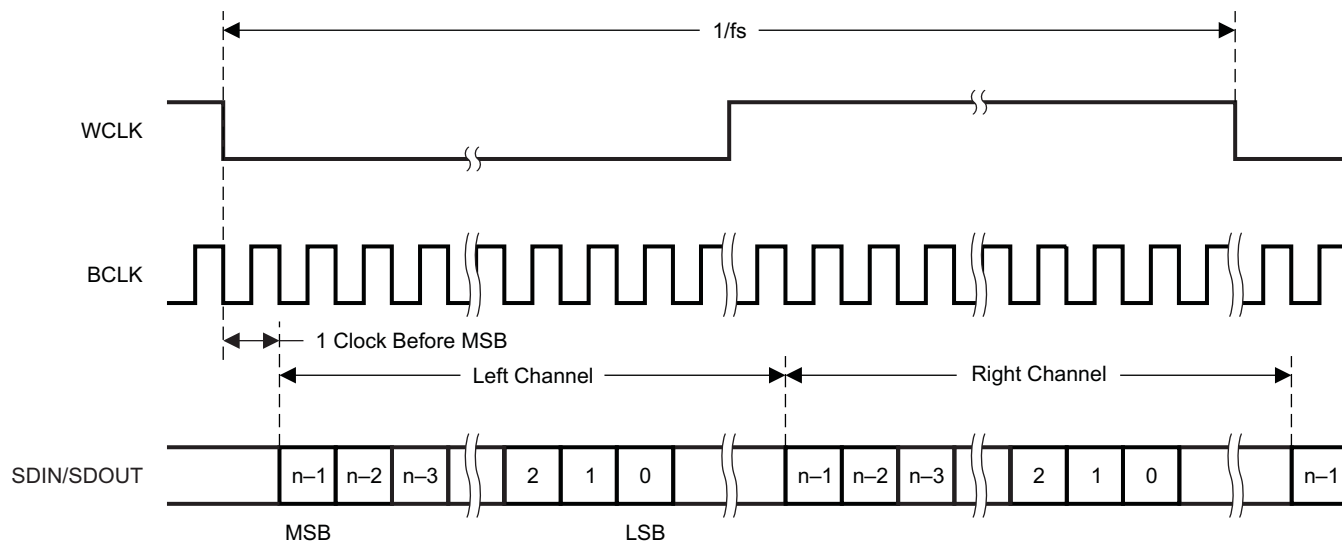 1/fs
WCLK
BCLK
1 Clock Before MSB
Left Channel
Right Channel
SDIN/SDOUT
n–1 n–2 n–3 2 1 0 n–1 n–2 n–3 2 1 0 n–1
MSB LSB